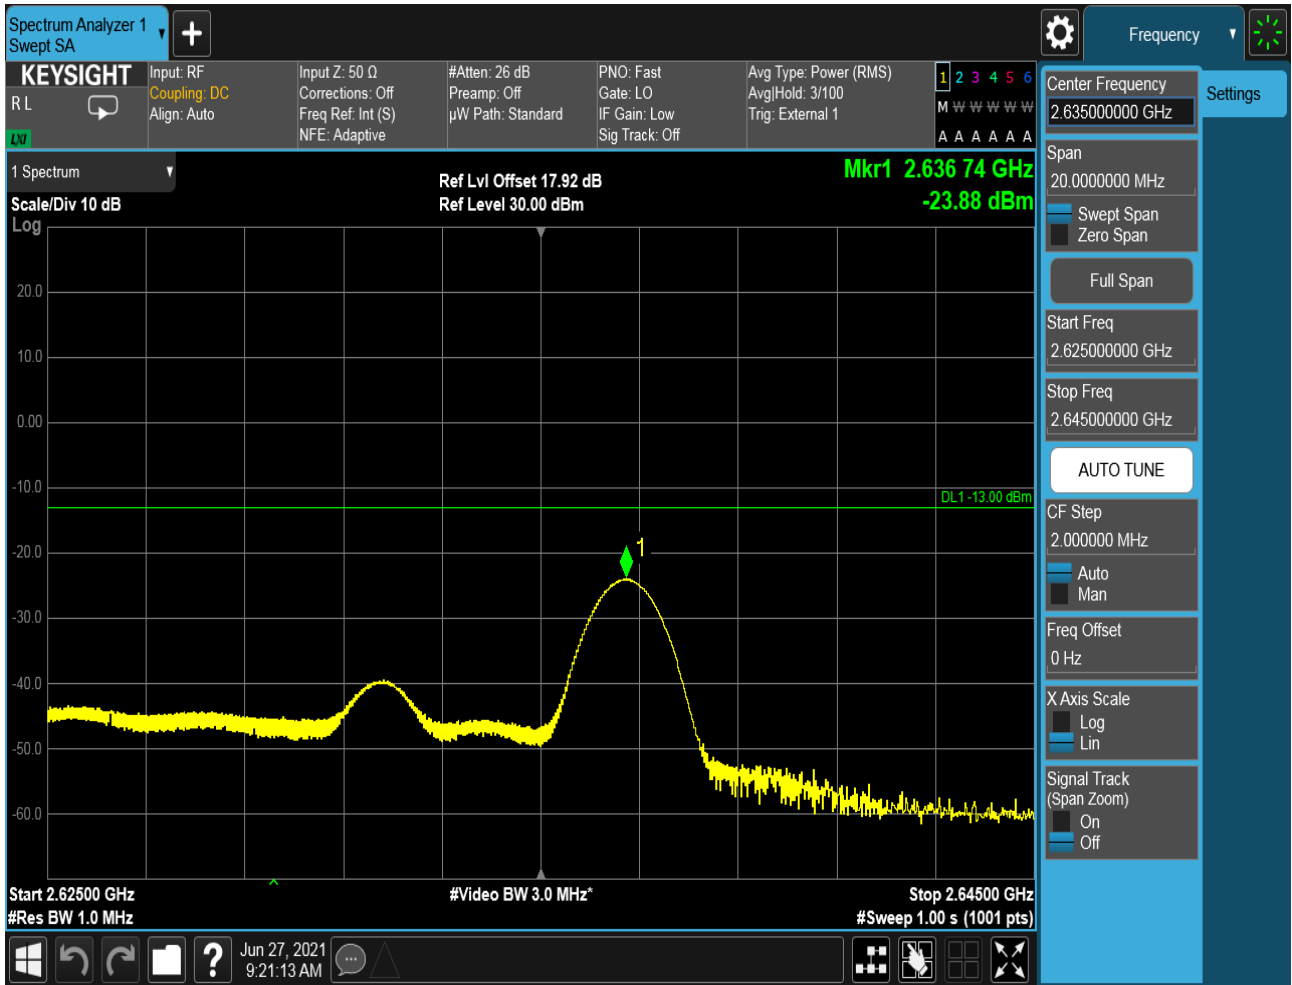 Spectrum Analyzer 1
Swept SA
Frequency
KEYSIGHT
R L
LXI
Input: RF
Coupling: DC
Align: Auto
Input Z: 50 Ω
Corrections: Off
Freq Ref: Int (S)
NFE: Adaptive
#Atten: 26 dB
Preamp: Off
µW Path: Standard
PNO: Fast
Gate: LO
IF Gain: Low
Sig Track: Off
Avg Type: Power (RMS)
Avg|Hold: 3/100
Trig: External 1
1 2 3 4 5 6
M W W W W W
A A A A A A
1 Spectrum
Scale/Div 10 dB
Log
Ref Lvl Offset 17.92 dB
Ref Level 30.00 dBm
Mkr1 2.636 74 GHz
-23.88 dBm
20.0
10.0
0.00
-10.0
-20.0
-30.0
-40.0
-50.0
-60.0
DL1 -13.00 dBm
1
Start 2.62500 GHz
#Res BW 1.0 MHz
#Video BW 3.0 MHz*
Stop 2.64500 GHz
#Sweep 1.00 s (1001 pts)
?
Jun 27, 2021
9:21:13 AM
Center Frequency
2.635000000 GHz
Settings
Span
20.0000000 MHz
Swept Span
Zero Span
Full Span
Start Freq
2.625000000 GHz
Stop Freq
2.645000000 GHz
AUTO TUNE
CF Step
2.000000 MHz
Auto
Man
Freq Offset
0 Hz
X Axis Scale
Log
Lin
Signal Track
(Span Zoom)
On
Off